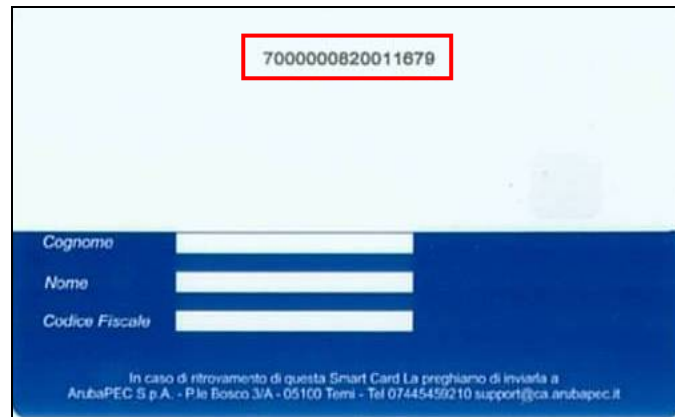 7000000820011679
Cognome
Nome
Codice Fiscale
In caso di ritrovamento di questa Smart Card La preghiamo di inviarla a
ArubaPEC S.p.A. - P.le Bosco 3/A - 05100 Terni - Tel 07445459210 support@ca.arubapec.it